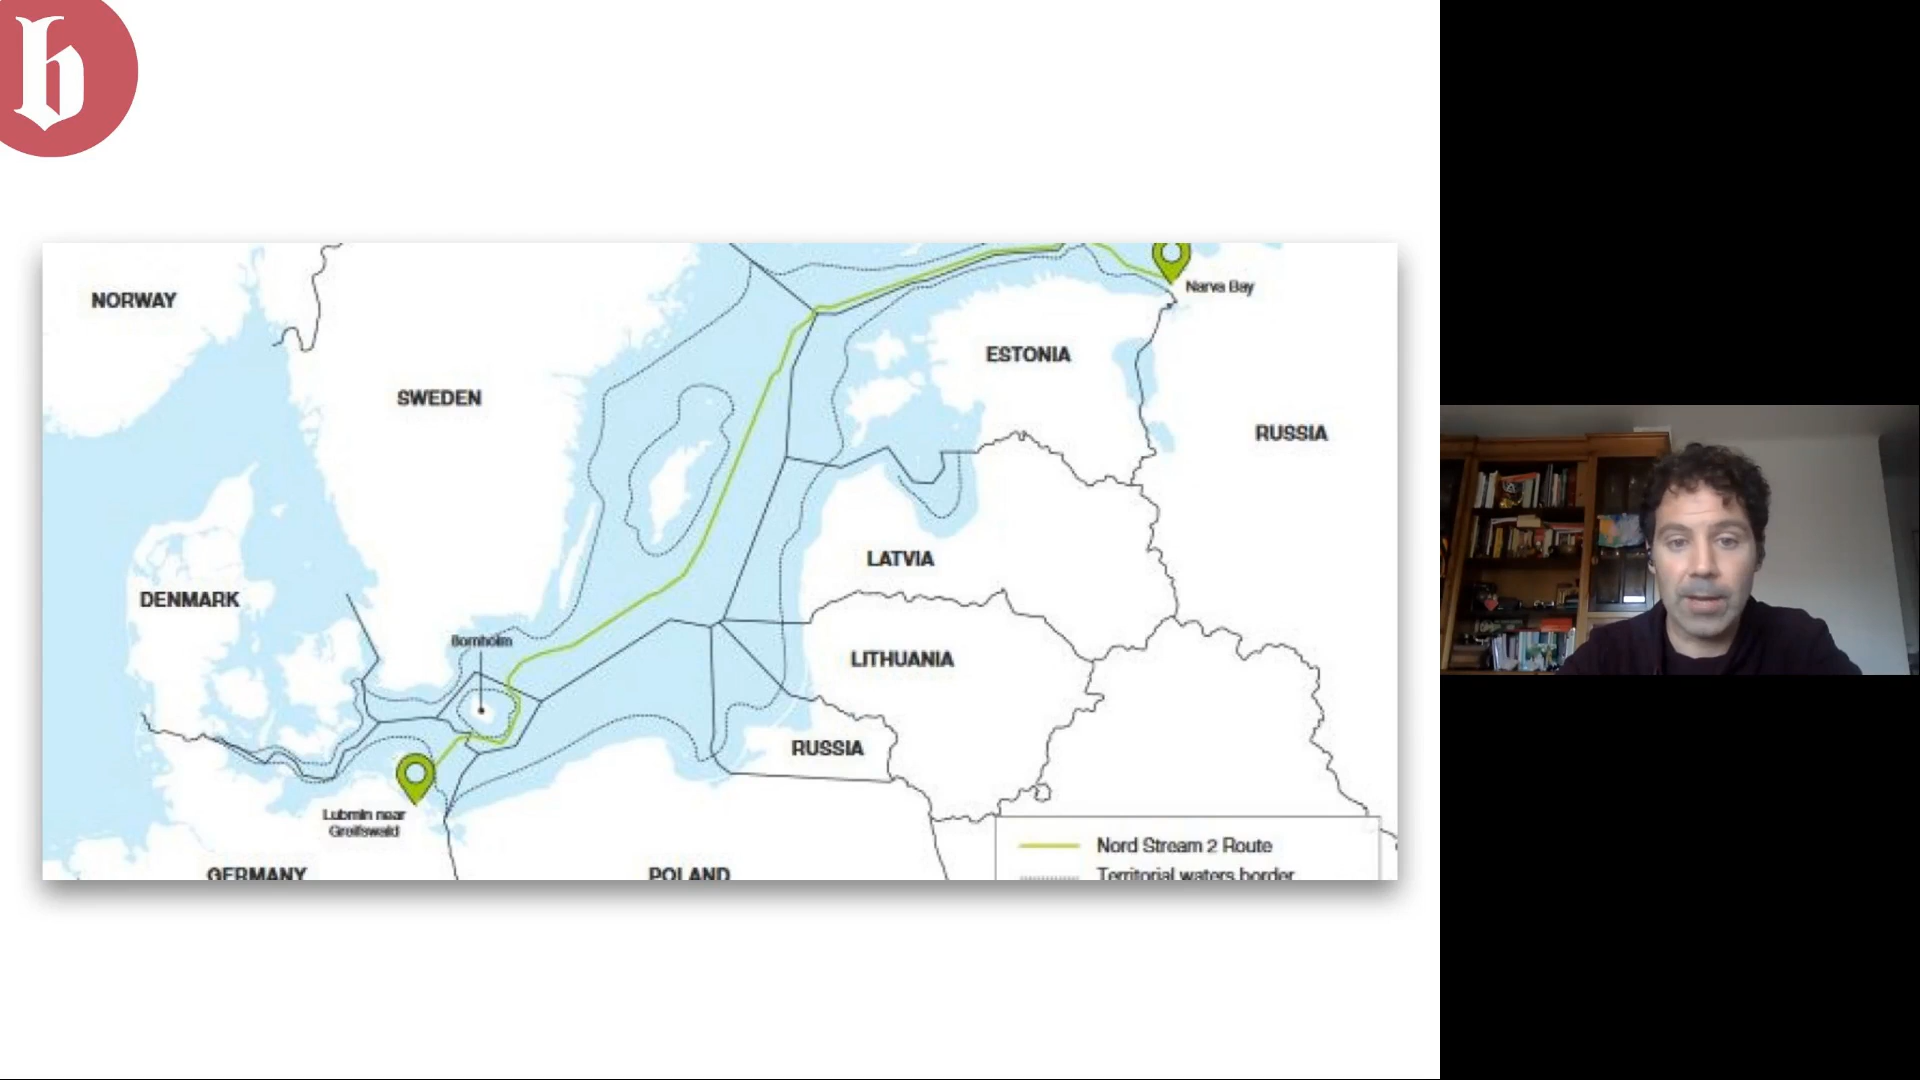 b
NORWAY
Narva Bay
ESTONIA
SWEDEN
RUSSIA
LATVIA
DENMARK
Bornholm
LITHUANIA
RUSSIA
Lubmin near
Greifswald
Nord Stream 2 Route
GERMANY
POLAND
Territorial waters border